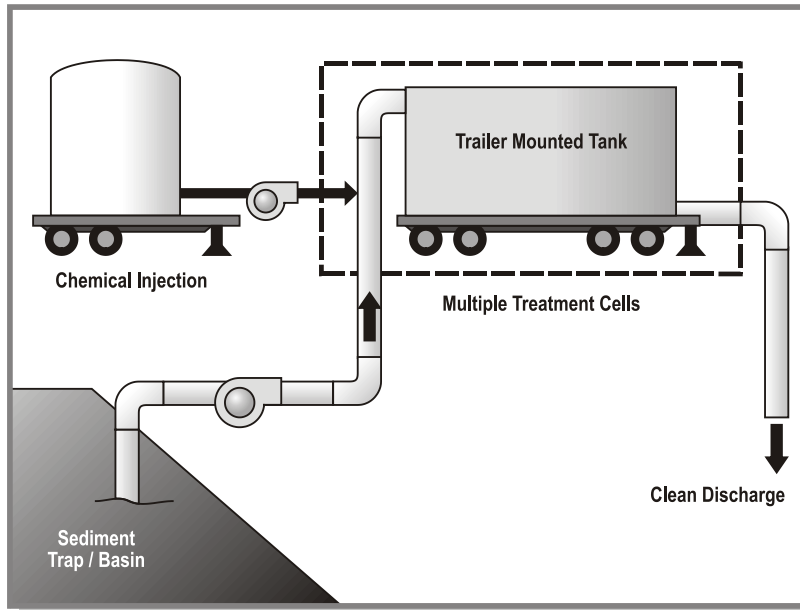 Trailer Mounted Tank
Chemical Injection
Multiple Treatment Cells
Clean Discharge
Sediment
Trap / Basin